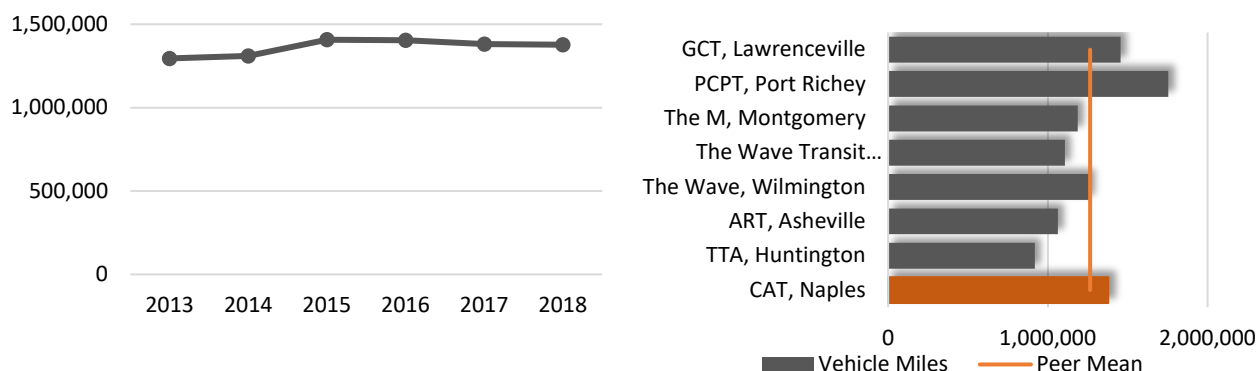 1,500,000
1,000,000
500,000
0
2013 2014 2015 2016 2017 2018
GCT, Lawrenceville
PCPT, Port Richey
The M, Montgomery
The Wave Transit...
The Wave, Wilmington
ART, Asheville
TTA, Huntington
CAT, Naples
0 1,000,000 2,000,000
Vehicle Miles Peer Mean